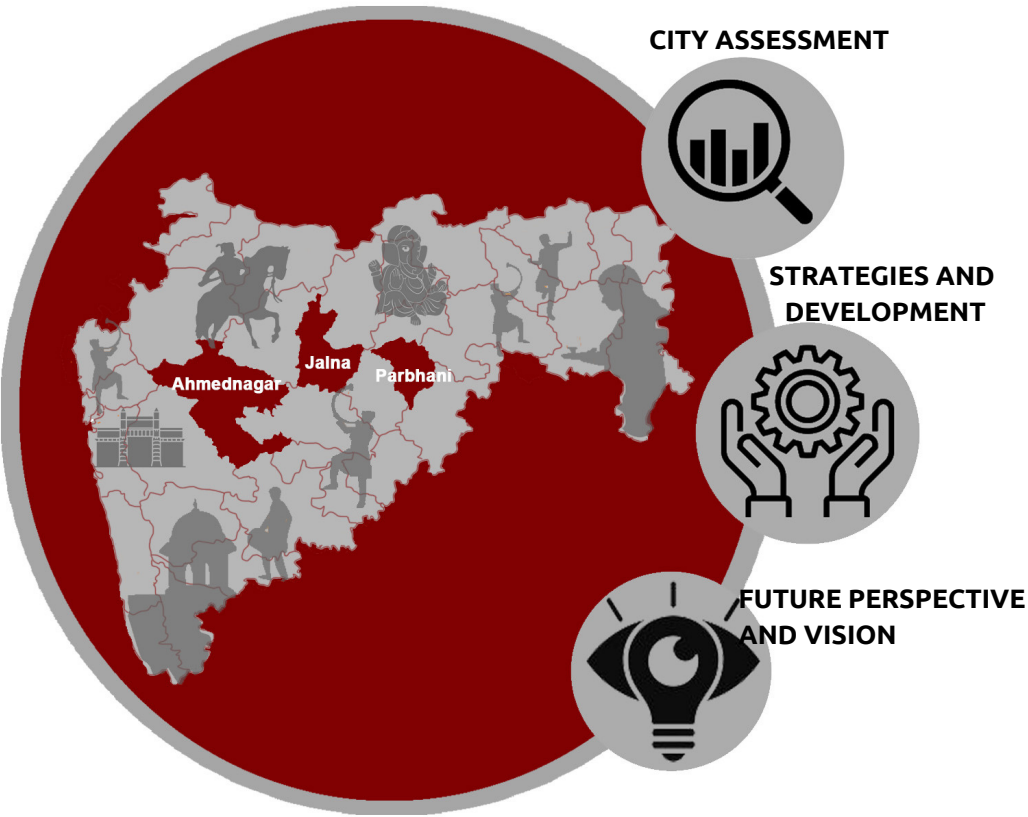 CITY ASSESSMENT
STRATEGIES AND
DEVELOPMENT
Jalna
Parbhani
Ahmednagar
FUTURE PERSPECTIVE
AND VISION